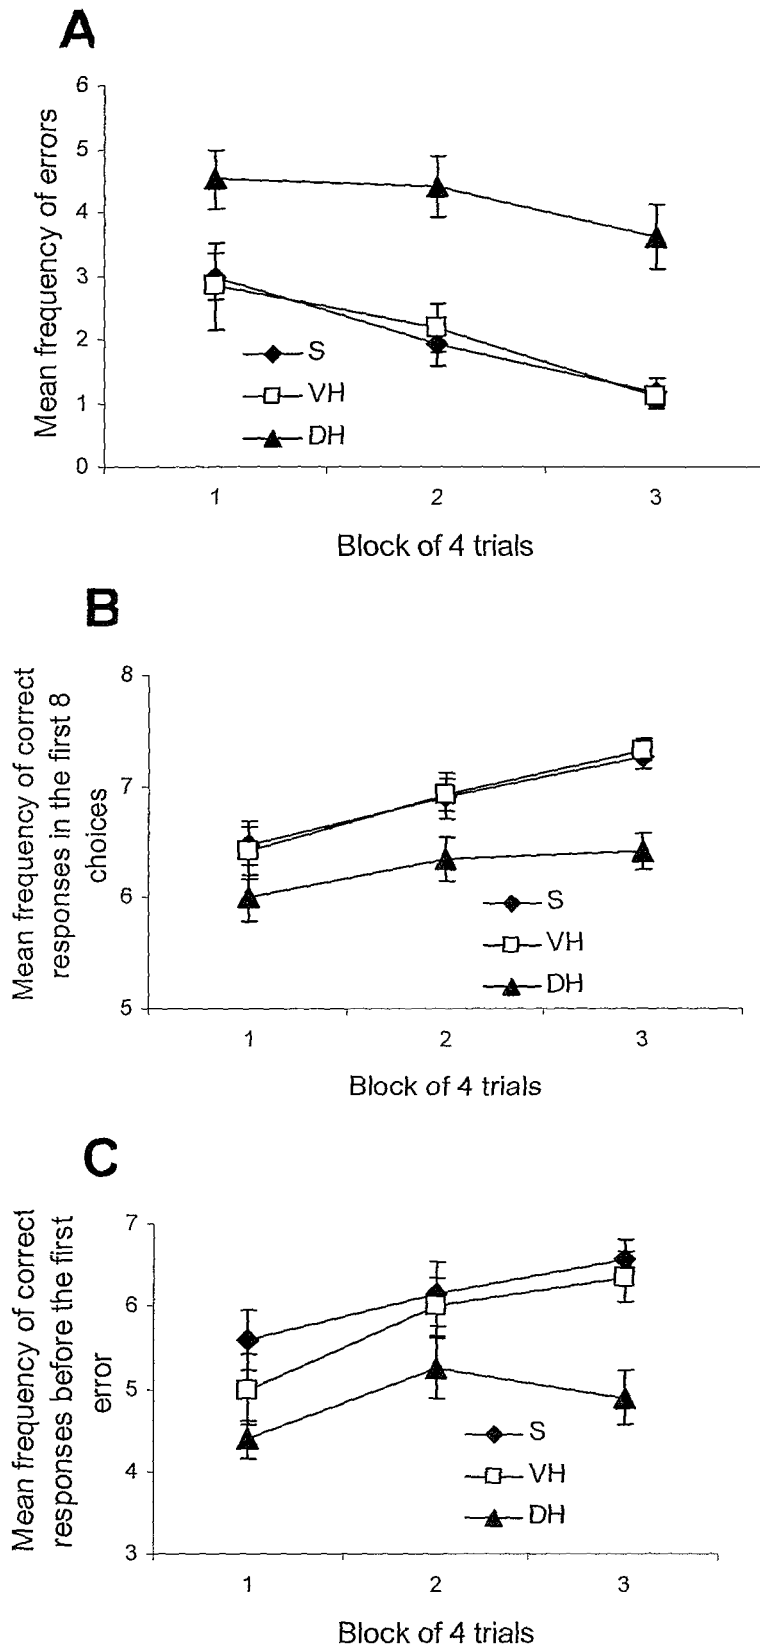 A
Mean frequency of errors
6
5
4
3
2
1
0
S
VH
DH
1 2 3
Block of 4 trials
B
Mean frequency of correct
responses in the first 8
choices
8
7
6
5
S
VH
DH
1 2 3
Block of 4 trials
C
Mean frequency of correct
responses before the first
error
7
6
5
4
3
S
VH
DH
1 2 3
Block of 4 trials